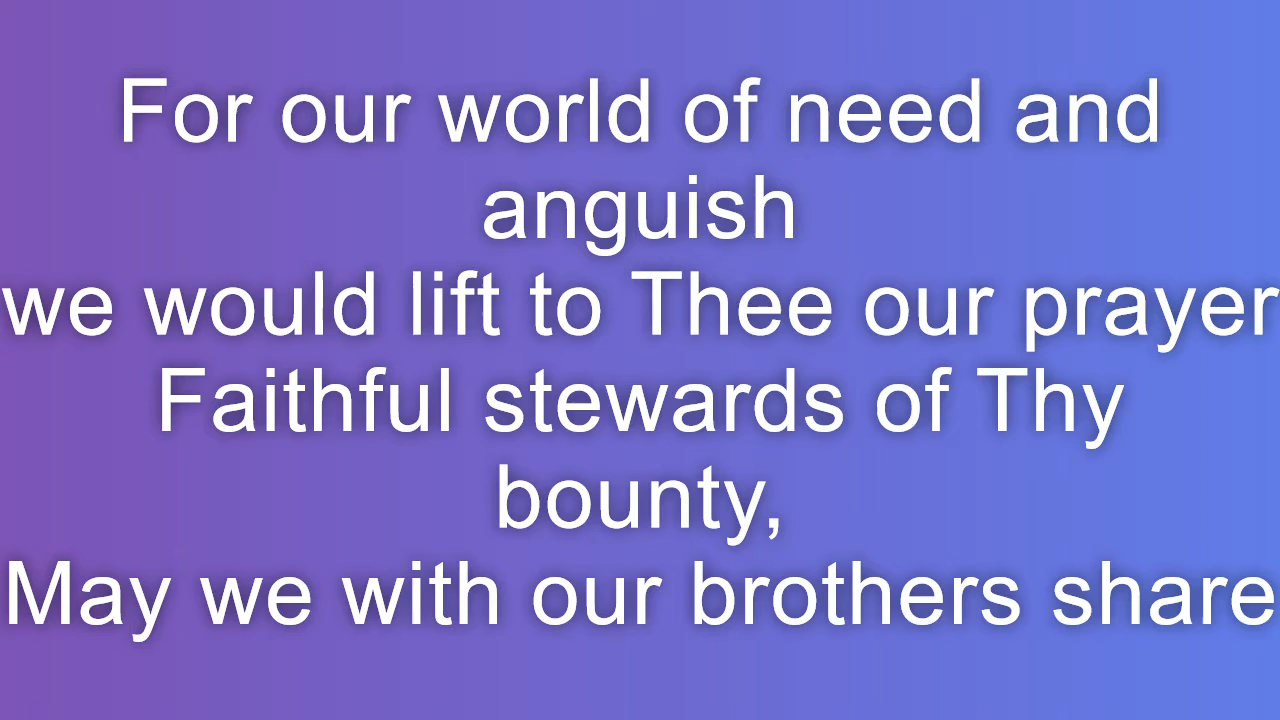 For our world of need and
anguish
we would lift to Thee our prayer
Faithful stewards of Thy
bounty,
May we with our brothers share